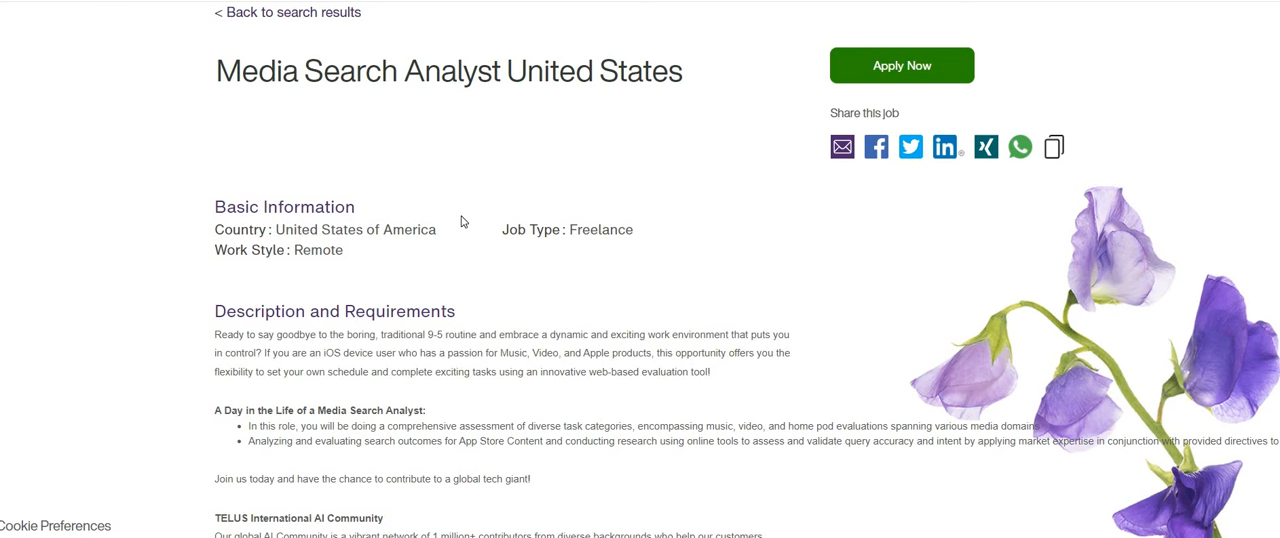 < Back to search results
Media Search Analyst United States
Apply Now
Share this job
Basic Information
Country : United States of America
Job Type : Freelance
Work Style : Remote
Description and Requirements
Ready to say goodbye to the boring, traditional 9-5 routine and embrace a dynamic and exciting work environment that puts you
in control? If you are an iOS device user who has a passion for Music, Video, and Apple products, this opportunity offers you the
flexibility to set your own schedule and complete exciting tasks using an innovative web-based evaluation tool!
A Day in the Life of a Media Search Analyst:
• In this role, you will be doing a comprehensive assessment of diverse task categories, encompassing music, video, and home pod evaluations spanning various media domains
• Analyzing and evaluating search outcomes for App Store Content and conducting research using online tools to assess and validate query accuracy and intent by applying market expertise in conjunction with provided directives to
Join us today and have the chance to contribute to a global tech giant!
TELUS International AI Community
Our global AI Community is a vibrant network of 1 million+ contributors from diverse backgrounds who help our customers
Cookie Preferences